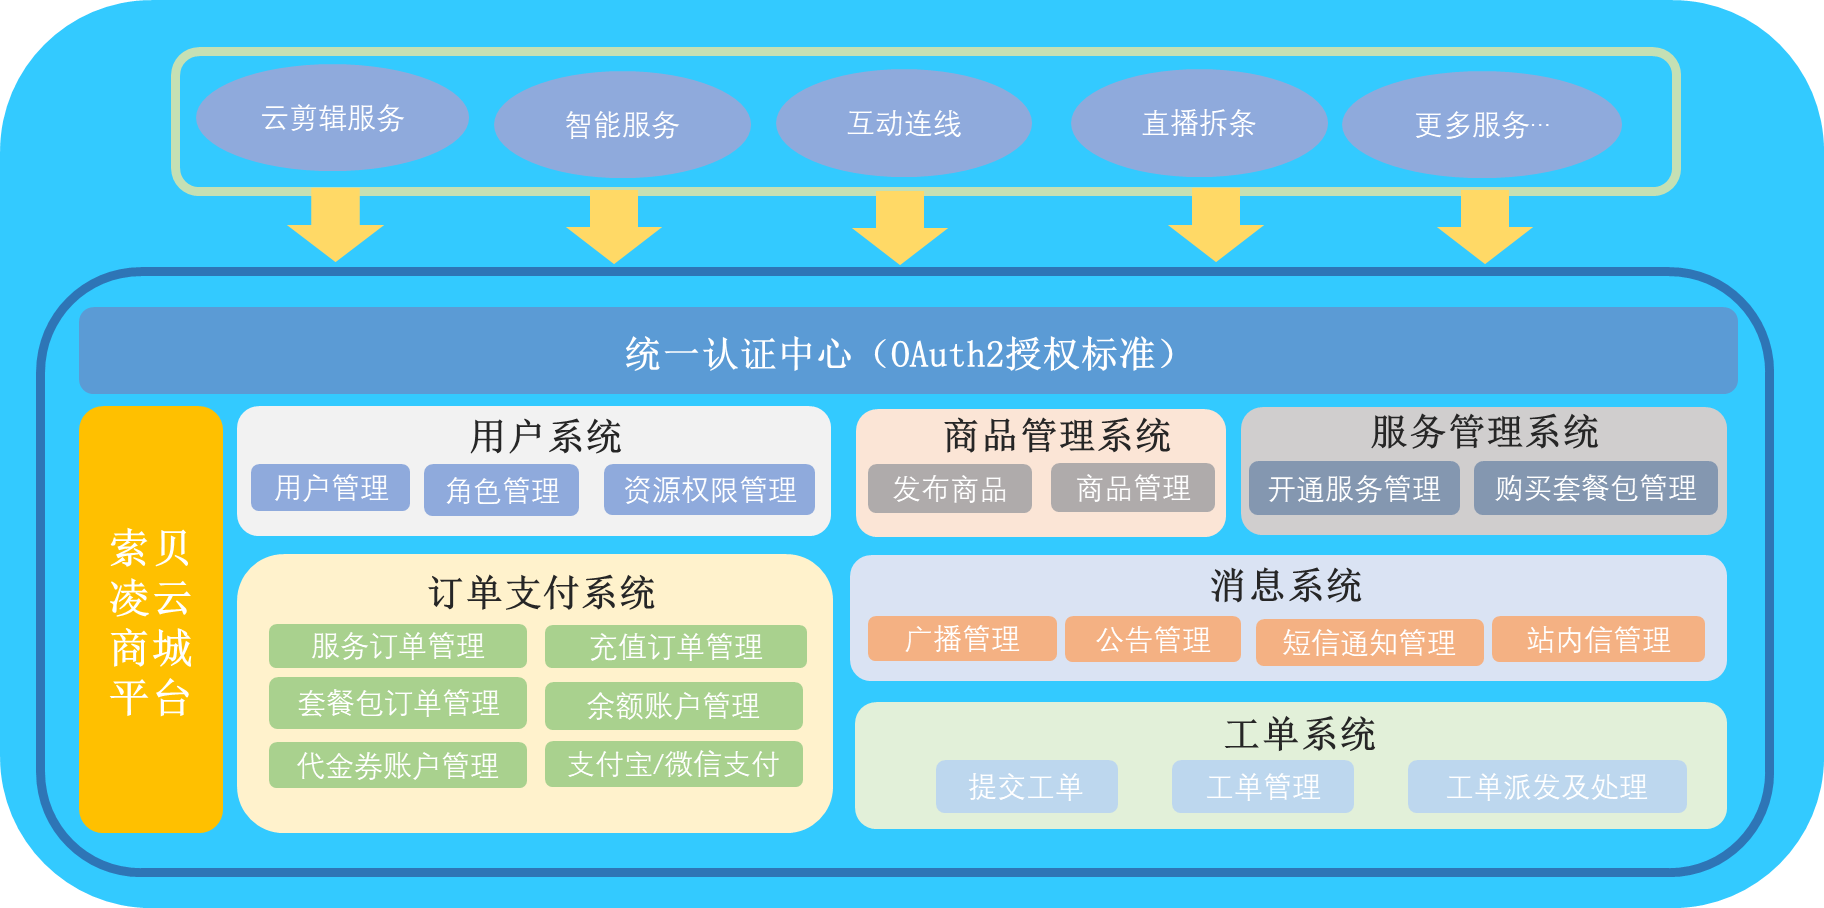 云剪辑服务
智能服务
互动连线
直播拆条
更多服务…
统一认证中心（OAuth2授权标准）
索贝
凌云
商城
平台
用户系统
用户管理
角色管理
资源权限管理
商品管理系统
发布商品
商品管理
服务管理系统
开通服务管理
购买套餐包管理
订单支付系统
服务订单管理
充值订单管理
套餐包订单管理
余额账户管理
代金券账户管理
支付宝/微信支付
消息系统
广播管理
公告管理
短信通知管理
站内信管理
工单系统
提交工单
工单管理
工单派发及处理